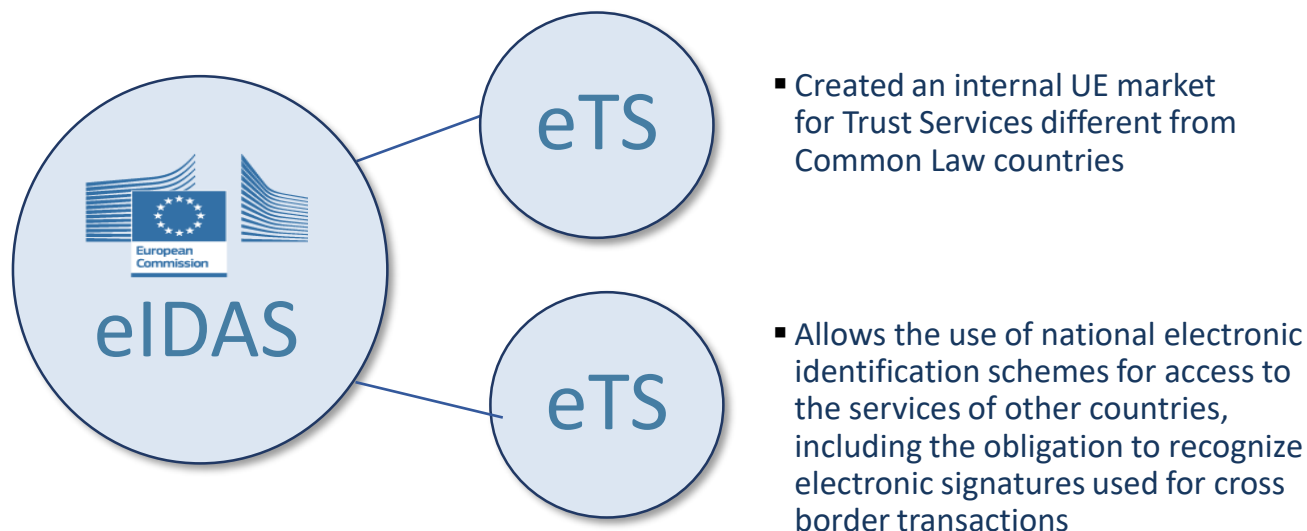 eTS
▪ Created an internal UE market
for Trust Services different from
Common Law countries
European
Commission
eIDAS
eTS
▪ Allows the use of national electronic
identification schemes for access to
the services of other countries,
including the obligation to recognize
electronic signatures used for cross
border transactions